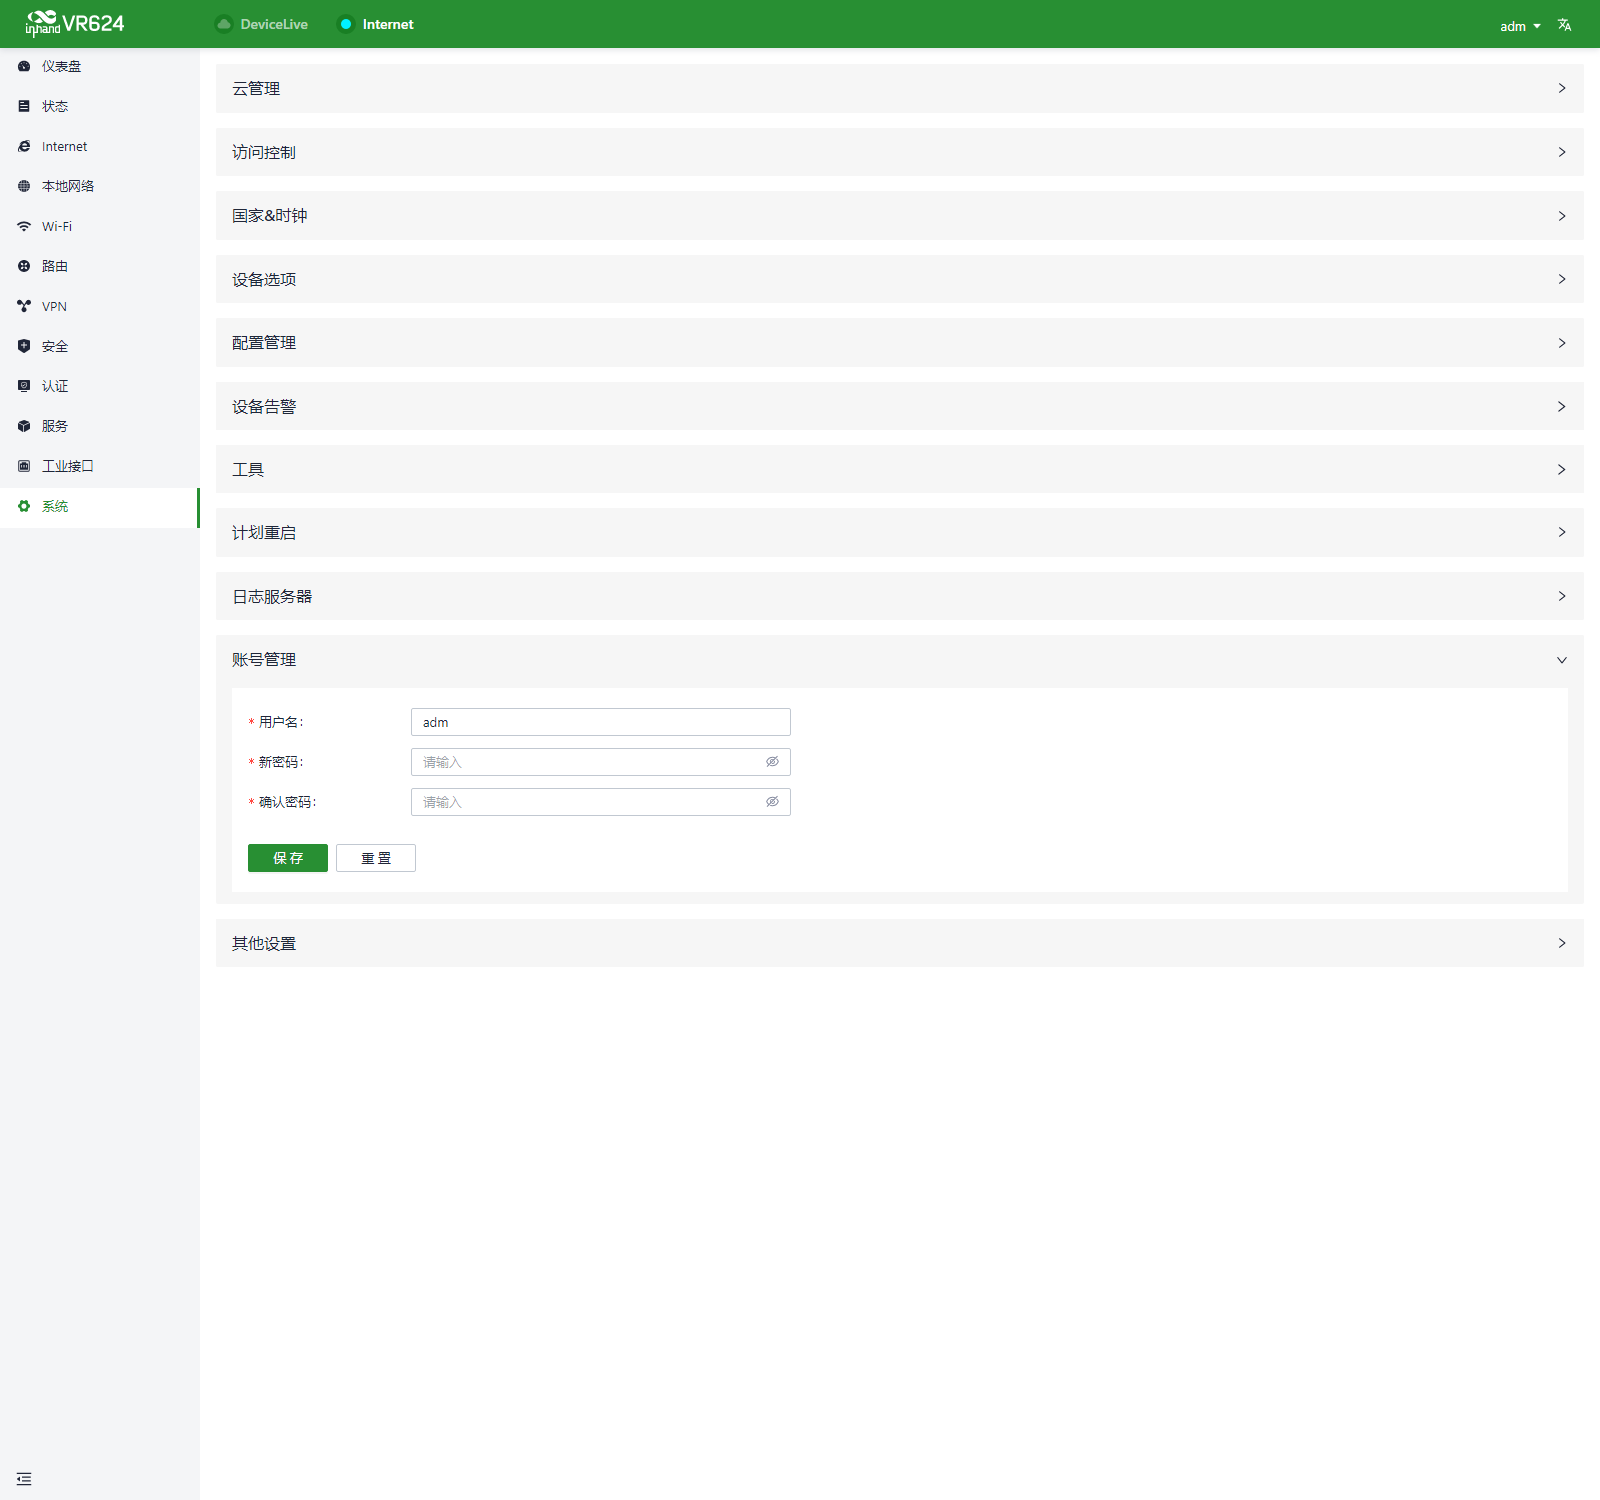 inhand VR624
DeviceLive
Internet
adm
仪表盘
状态
Internet
本地网络
Wi-Fi
路由
VPN
安全
认证
服务
工业接口
系统
云管理
访问控制
国家&时钟
设备选项
配置管理
设备告警
工具
计划重启
日志服务器
账号管理
* 用户名:
adm
* 新密码:
请输入
* 确认密码:
请输入
保存
重置
其他设置